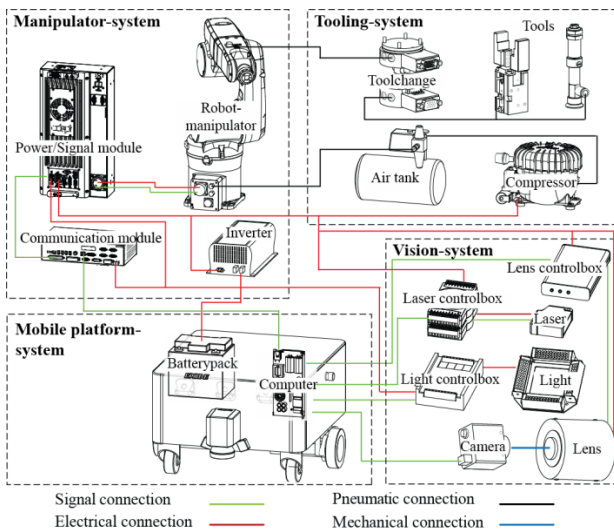 Manipulator-system
Tooling-system
Tools
Toolchange
Robot-
manipulator
Power/Signal module
Air tank
Compressor
Communication module
Inverter
Vision-system
Lens controlbox
Laser controlbox
Laser
Mobile platform-
system
Batterypack
Computer
Light controlbox
Light
Camera
Lens
Signal connection
Pneumatic connection
Electrical connection
Mechanical connection